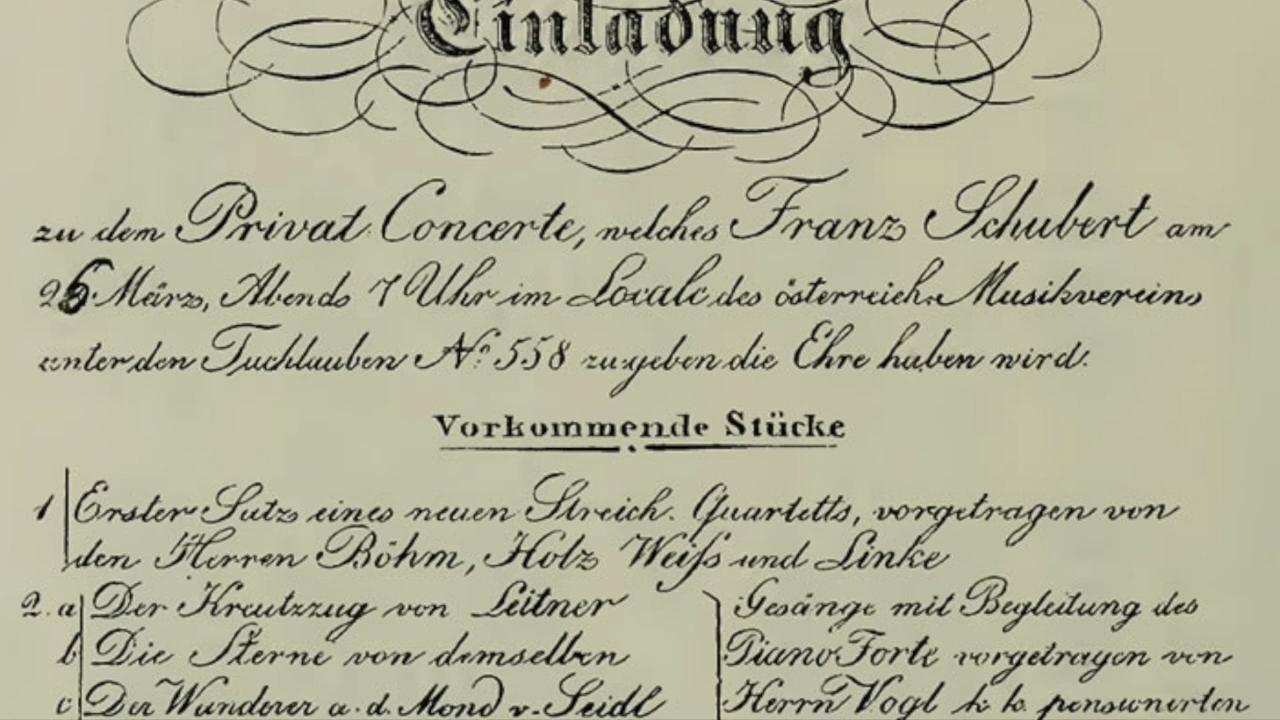 Einladung
zu dem Privat Concerte, welches Franz Schubert am
26 März, Abends 7 Uhr im Locale des österreich. Musikvereins
unter den Tuchlauben No. 558 zu geben die Ehre haben wird.
Vorkommende Stücke
1 Erster Satz eines neuen Streich. Quartetts, vorgetragen von
den Herren Böhm, Holz Weiß und Linke
2. a Der Kreutzzug von Leitner Gesänge mit Begleitung des
b Die Sterne von demselben Piano Forte vorgetragen von
c Der Wanderer a. d. Mond v. Seidl Herrn Vogl k. k. pensionirten